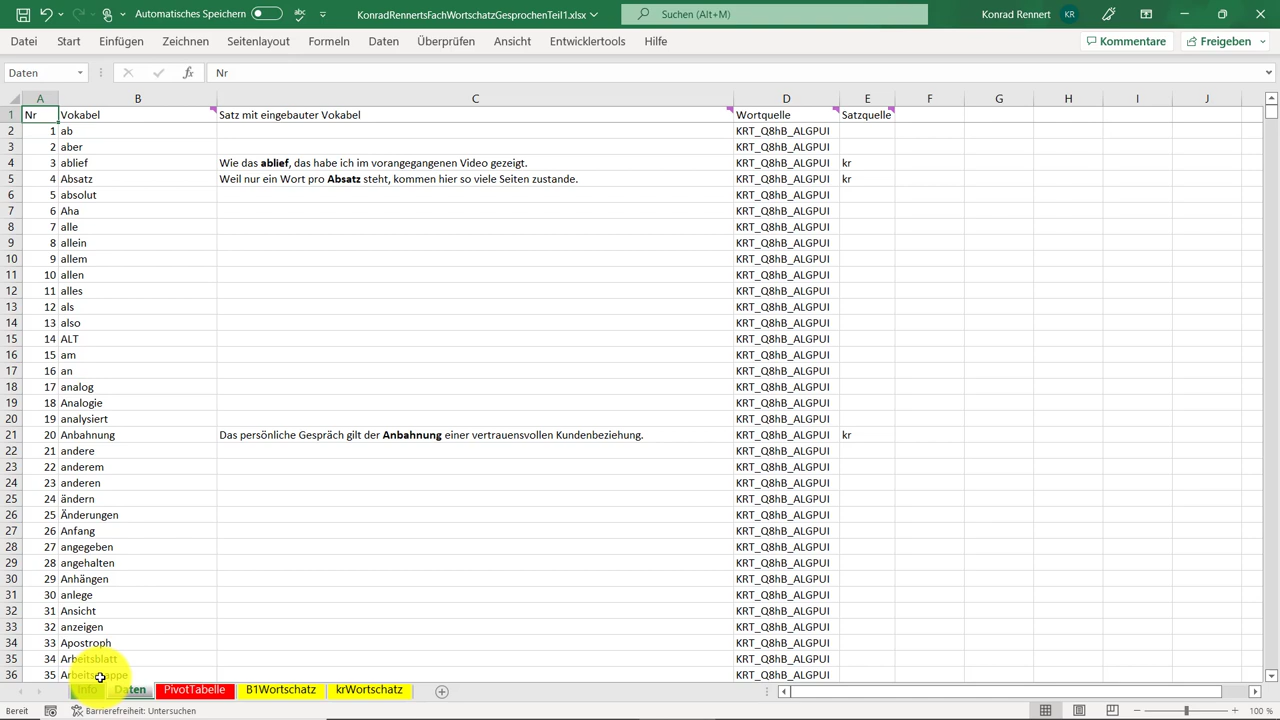 Automatisches Speichern
KonradRennertsFachWortschatzGesprochenTeil1.xlsx
Suchen (Alt+M)
Konrad Rennert
KR
Datei Start Einfügen Zeichnen Seitenlayout Formeln Daten Überprüfen Ansicht Entwicklertools Hilfe
Kommentare Freigeben
Daten fx Nr
A B C D E F G H I J
1 Nr Vokabel Satz mit eingebauter Vokabel Wortquelle Satzquelle
2 1 ab KRT_Q8hB_ALGPUI
3 2 aber KRT_Q8hB_ALGPUI
4 3 ablief Wie das ablief, das habe ich im vorangegangenen Video gezeigt. KRT_Q8hB_ALGPUI kr
5 4 Absatz Weil nur ein Wort pro Absatz steht, kommen hier so viele Seiten zustande. KRT_Q8hB_ALGPUI kr
6 5 absolut KRT_Q8hB_ALGPUI
7 6 Aha KRT_Q8hB_ALGPUI
8 7 alle KRT_Q8hB_ALGPUI
9 8 allein KRT_Q8hB_ALGPUI
10 9 allem KRT_Q8hB_ALGPUI
11 10 allen KRT_Q8hB_ALGPUI
12 11 alles KRT_Q8hB_ALGPUI
13 12 als KRT_Q8hB_ALGPUI
14 13 also KRT_Q8hB_ALGPUI
15 14 ALT KRT_Q8hB_ALGPUI
16 15 am KRT_Q8hB_ALGPUI
17 16 an KRT_Q8hB_ALGPUI
18 17 analog KRT_Q8hB_ALGPUI
19 18 Analogie KRT_Q8hB_ALGPUI
20 19 analysiert KRT_Q8hB_ALGPUI
21 20 Anbahnung Das persönliche Gespräch gilt der Anbahnung einer vertrauensvollen Kundenbeziehung. KRT_Q8hB_ALGPUI kr
22 21 andere KRT_Q8hB_ALGPUI
23 22 anderem KRT_Q8hB_ALGPUI
24 23 anderen KRT_Q8hB_ALGPUI
25 24 ändern KRT_Q8hB_ALGPUI
26 25 Änderungen KRT_Q8hB_ALGPUI
27 26 Anfang KRT_Q8hB_ALGPUI
28 27 angegeben KRT_Q8hB_ALGPUI
29 28 angehalten KRT_Q8hB_ALGPUI
30 29 Anhängen KRT_Q8hB_ALGPUI
31 30 anlege KRT_Q8hB_ALGPUI
32 31 Ansicht KRT_Q8hB_ALGPUI
33 32 anzeigen KRT_Q8hB_ALGPUI
34 33 Apostroph KRT_Q8hB_ALGPUI
35 34 Arbeitsblatt KRT_Q8hB_ALGPUI
36 35 Arbeitsmappe KRT_Q8hB_ALGPUI
Info Daten PivotTabelle B1Wortschatz krWortschatz
Bereit Barrierefreiheit: Untersuchen 100 %